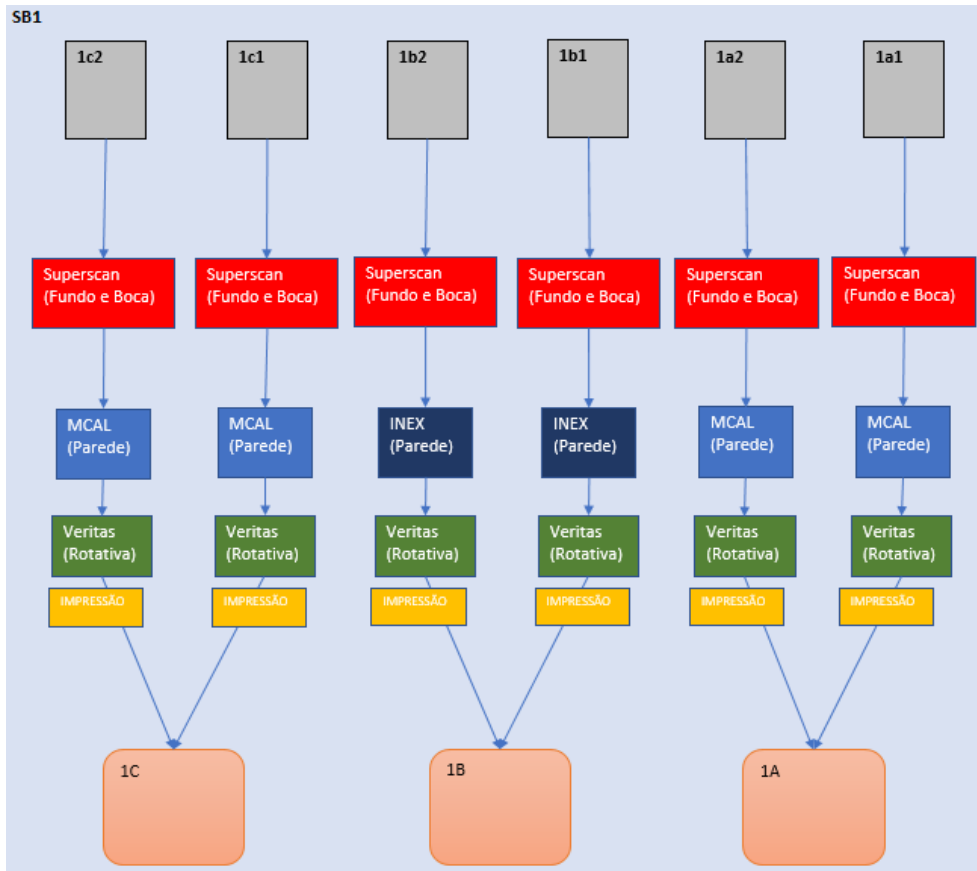 SB1
1c2
1c1
1b2
1b1
1a2
1a1
Superscan
(Fundo e Boca)
Superscan
(Fundo e Boca)
Superscan
(Fundo e Boca)
Superscan
(Fundo e Boca)
Superscan
(Fundo e Boca)
Superscan
(Fundo e Boca)
MCAL
(Parede)
MCAL
(Parede)
INEX
(Parede)
INEX
(Parede)
MCAL
(Parede)
MCAL
(Parede)
Veritas
(Rotativa)
Veritas
(Rotativa)
Veritas
(Rotativa)
Veritas
(Rotativa)
Veritas
(Rotativa)
Veritas
(Rotativa)
IMPRESSÃO
IMPRESSÃO
IMPRESSÃO
IMPRESSÃO
IMPRESSÃO
IMPRESSÃO
1C
1B
1A